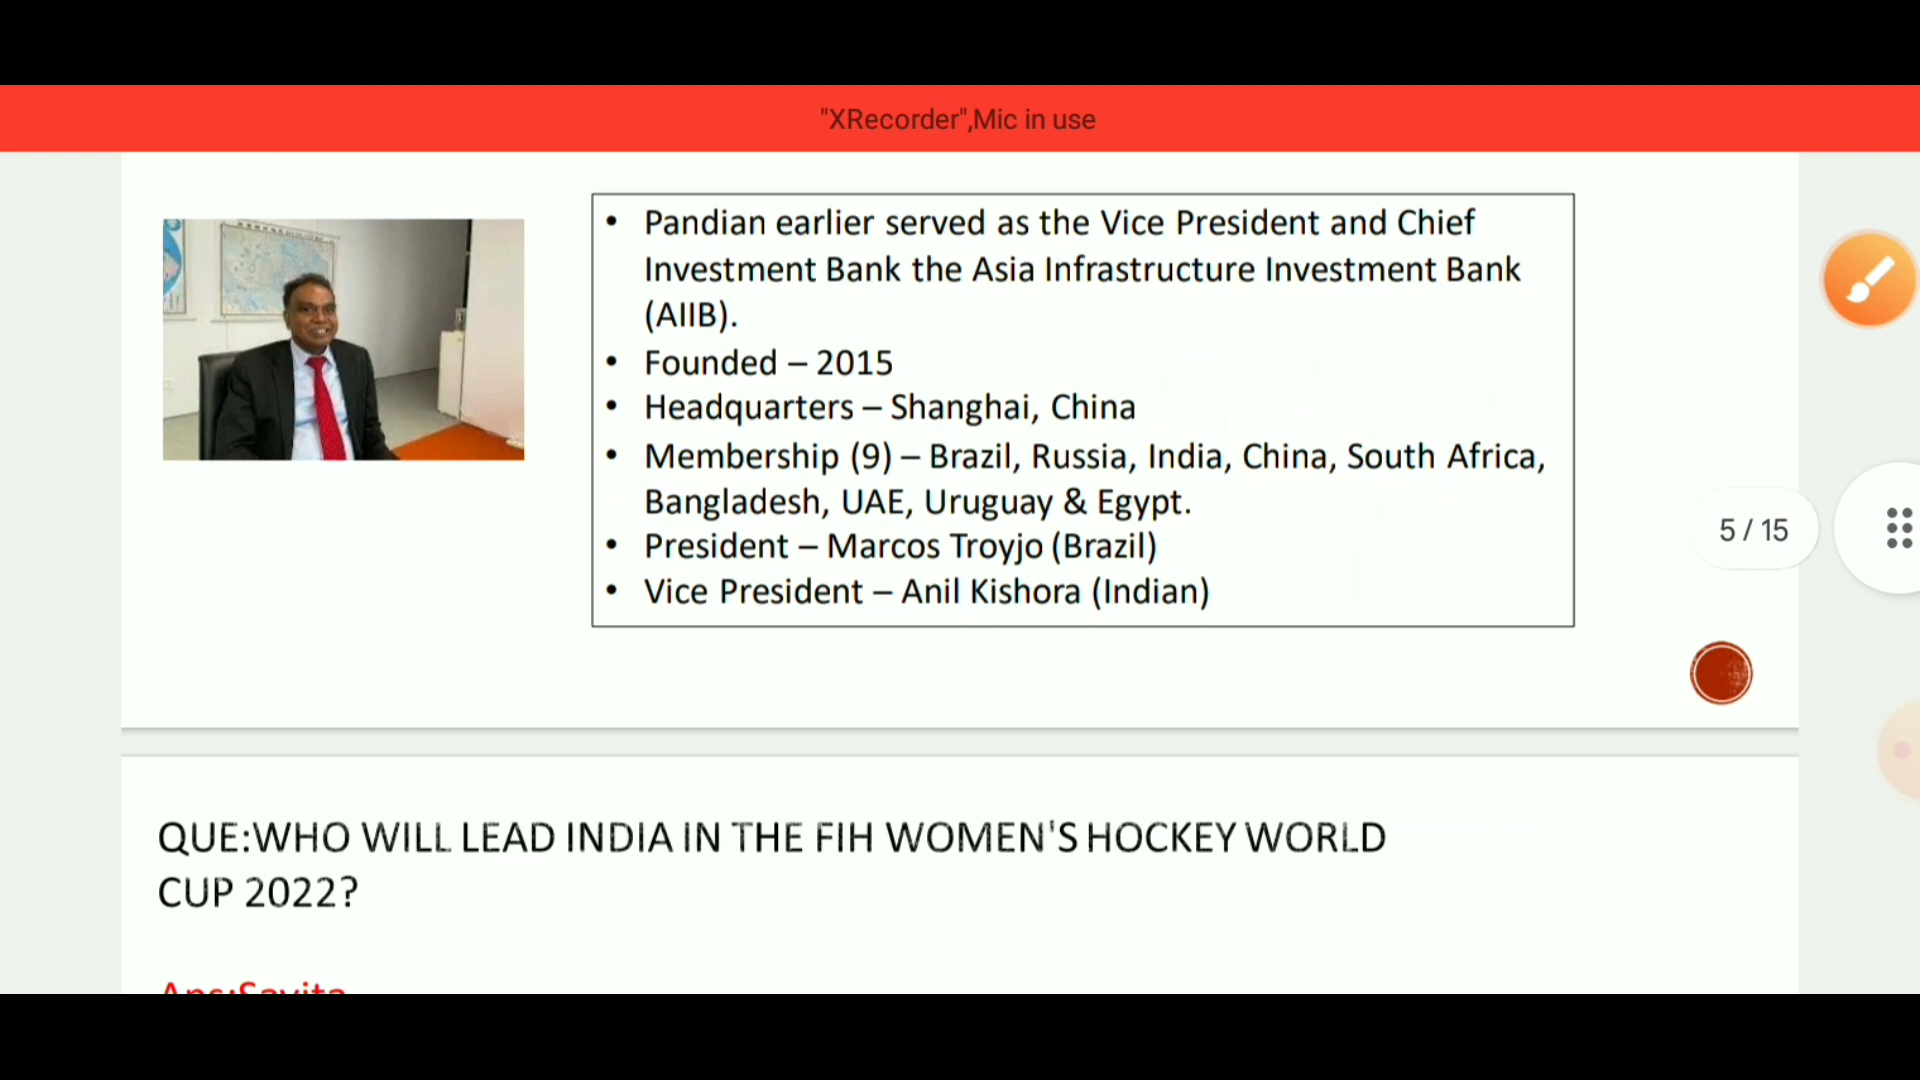 "XRecorder",Mic in use
• Pandian earlier served as the Vice President and Chief
Investment Bank the Asia Infrastructure Investment Bank
(AIIB).
• Founded – 2015
• Headquarters – Shanghai, China
• Membership (9) – Brazil, Russia, India, China, South Africa,
Bangladesh, UAE, Uruguay & Egypt.
• President – Marcos Troyjo (Brazil)
• Vice President – Anil Kishora (Indian)
5 / 15
QUE:WHO WILL LEAD INDIA IN THE FIH WOMEN'S HOCKEY WORLD
CUP 2022?
Ans:Savita